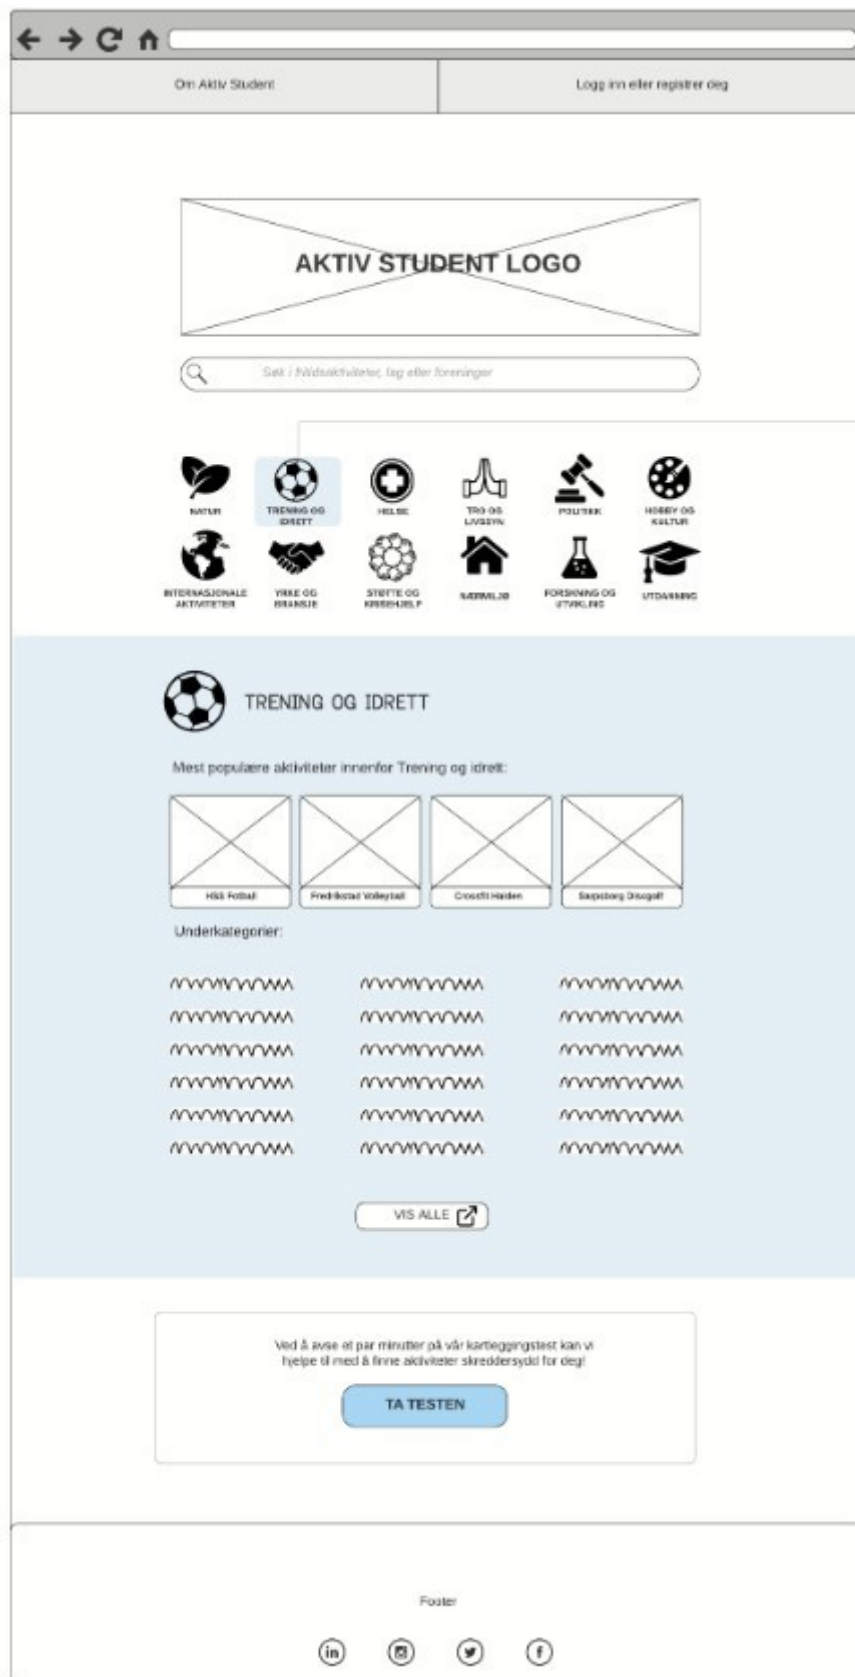 Om Aktiv Student
Logg inn eller registrer deg
AKTIV STUDENT LOGO
Søk i fritidsaktiviteter, lag eller foreninger
NATUR
TRENING OG
IDRETT
HELSE
TRO OG
LIVSSYN
POLITIKK
HOBBY OG
KULTUR
INTERNASJONALE
AKTIVITETER
YRKE OG
BRANSJE
STØTTE OG
KRISEHJELP
NÆRMILJØ
FORSKNING OG
UTVIKLING
UTDANNING
TRENING OG IDRETT
Mest populære aktiviteter innenfor Trening og idrett:
HSS Fotball
Fredrikstad Volleyball
Crossfit Halden
Sarpsborg Discgolf
Underkategorier:
VIS ALLE
Ved å avse et par minutter på vår kartleggingstest kan vi
hjelpe til med å finne aktiviteter skreddersydd for deg!
TA TESTEN
Footer